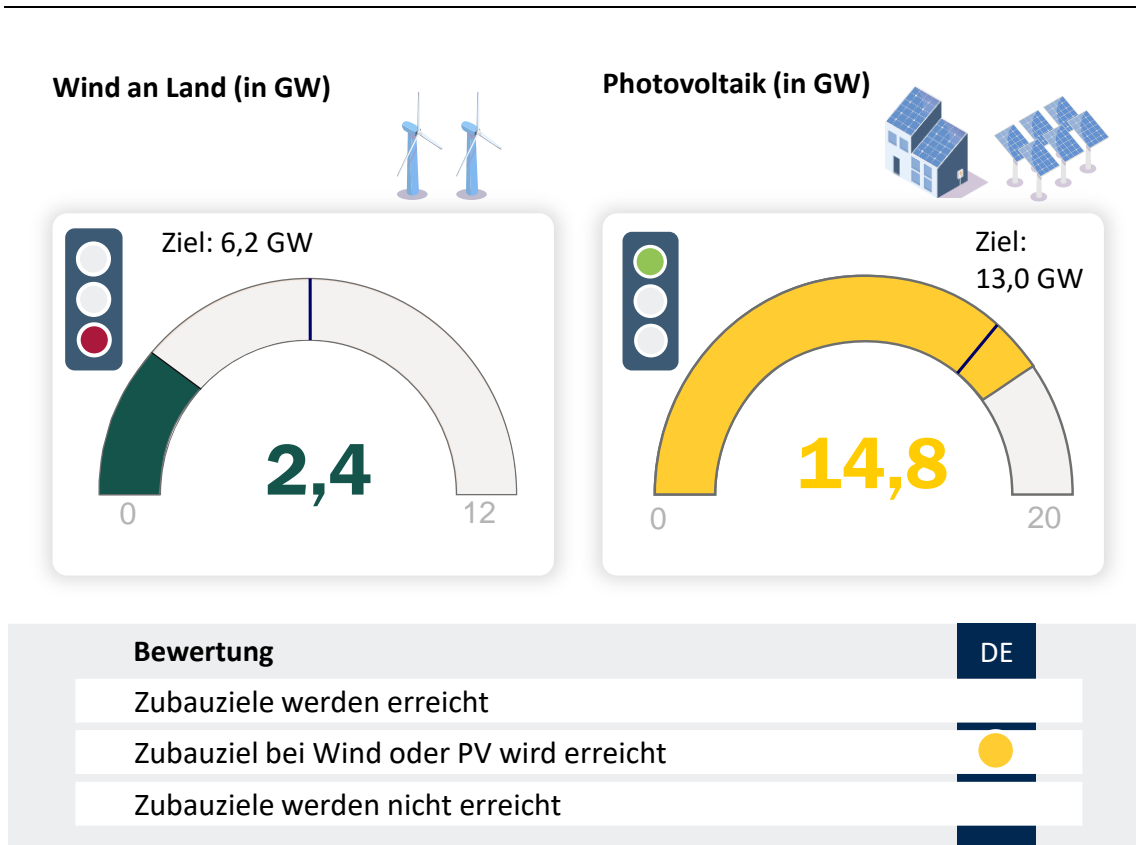 Wind an Land (in GW)
Photovoltaik (in GW)
Ziel: 6,2 GW
2,4
0
12
Ziel:
13,0 GW
14,8
0
20
Bewertung
DE
Zubauziele werden erreicht
Zubauziel bei Wind oder PV wird erreicht
Zubauziele werden nicht erreicht